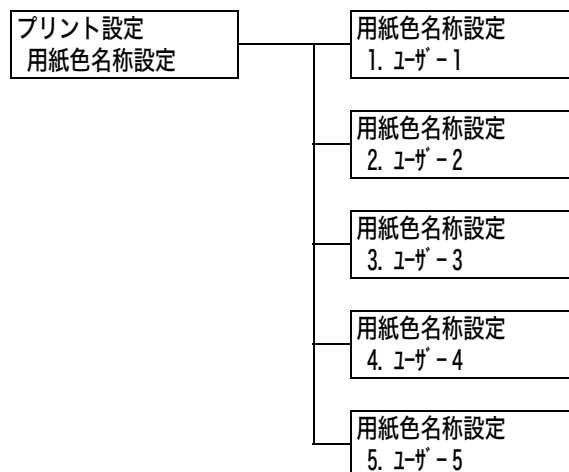 プリント設定
用紙色名称設定
用紙色名称設定
1. ﾕｰｻﾞｰ1
用紙色名称設定
2. ﾕｰｻﾞｰ2
用紙色名称設定
3. ﾕｰｻﾞｰ3
用紙色名称設定
4. ﾕｰｻﾞｰ4
用紙色名称設定
5. ﾕｰｻﾞｰ5